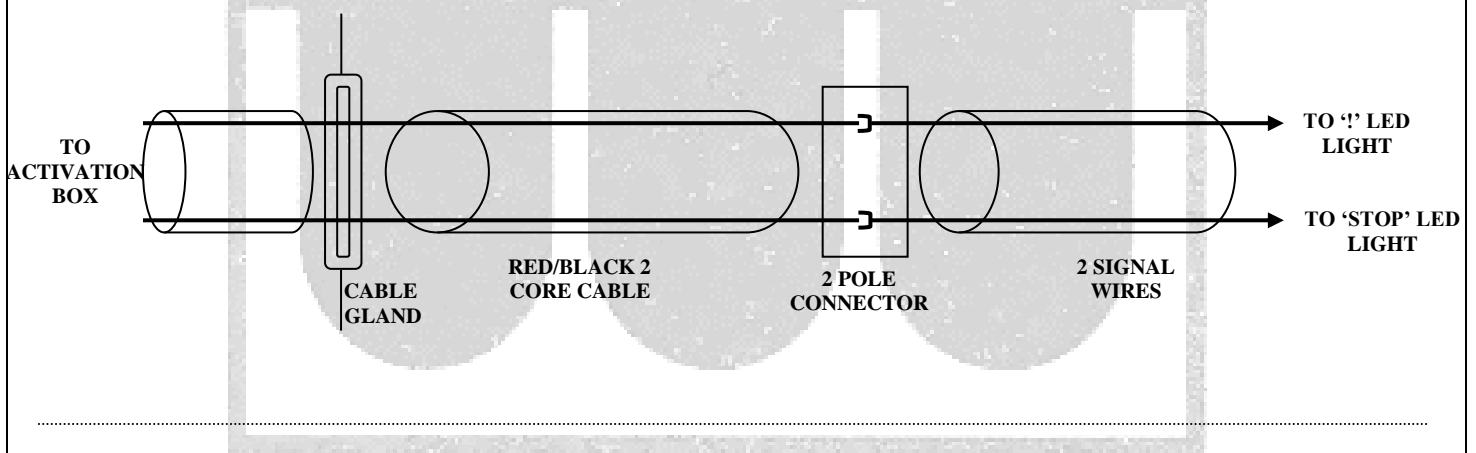 TO
ACTIVATION
BOX
CABLE
GLAND
RED/BLACK 2
CORE CABLE
2 POLE
CONNECTOR
2 SIGNAL
WIRES
TO ‘!’ LED
LIGHT
TO ‘STOP’ LED
LIGHT